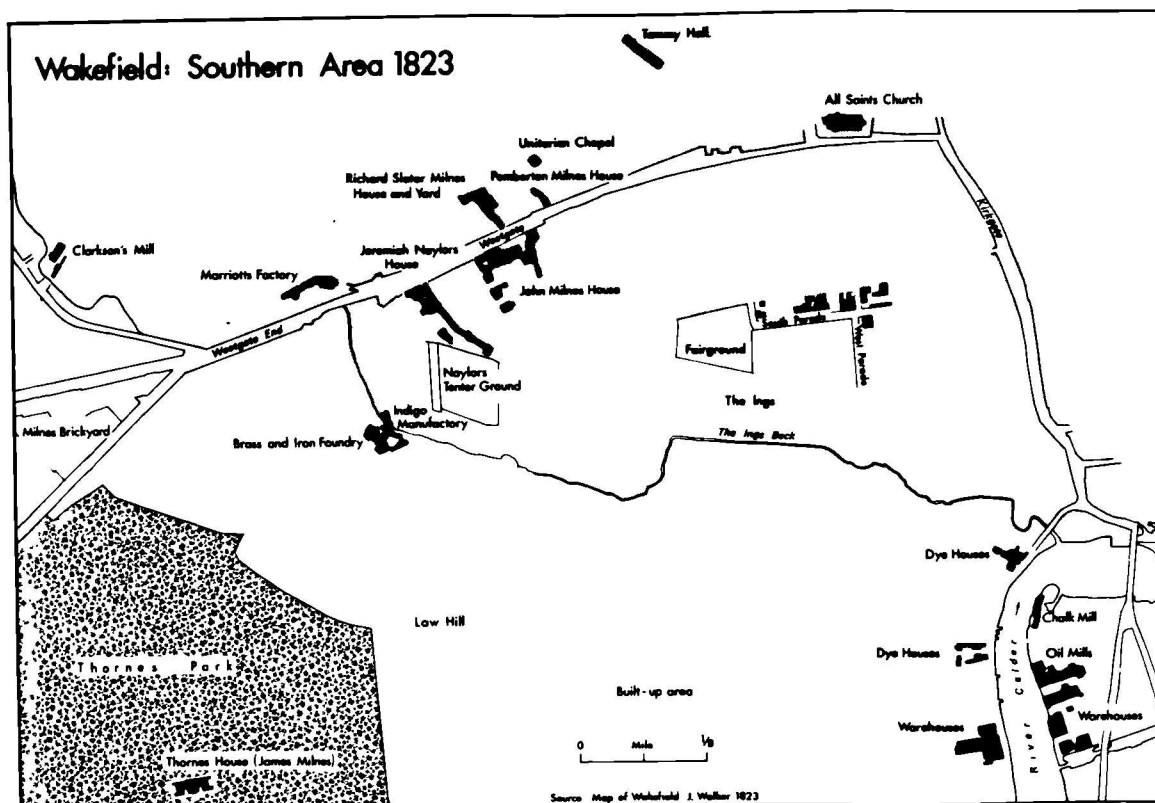 Wakefield: Southern Area 1823
Tammy Hall.
All Saints Church
Unitarian Chapel
Pemberton Milnes House
Richard Slater Milnes
House and Yard
Kirkgate
Westgate
Clarkson's Mill
Jeremiah Naylors
House
Marriotts Factory
John Milnes House
South Parade
West Parade
Fairground
Westgate End
Naylors
Tenter Ground
The Ings
Indigo
Manufactory
Milnes Brickyard
Brass and Iron Foundry
The Ings Beck
Dye Houses
Chalk Mill
Law Hill
Dye Houses
Oil Mills
Thornes Park
River Calder
Built-up area
Warehouses
Warehouses
0 Mile 1/8
Thornes House (James Milnes)
Source Map of Wakefield J. Walker 1823